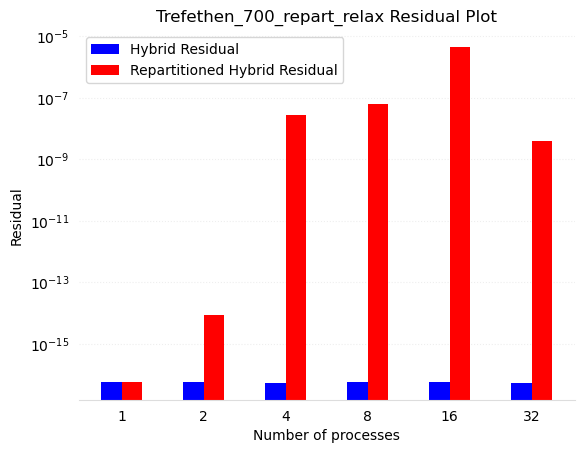 Trefethen_700_repart_relax Residual Plot
Hybrid Residual
Repartitioned Hybrid Residual
Residual
10⁻⁵
10⁻⁷
10⁻⁹
10⁻¹¹
10⁻¹³
10⁻¹⁵
1 2 4 8 16 32
Number of processes